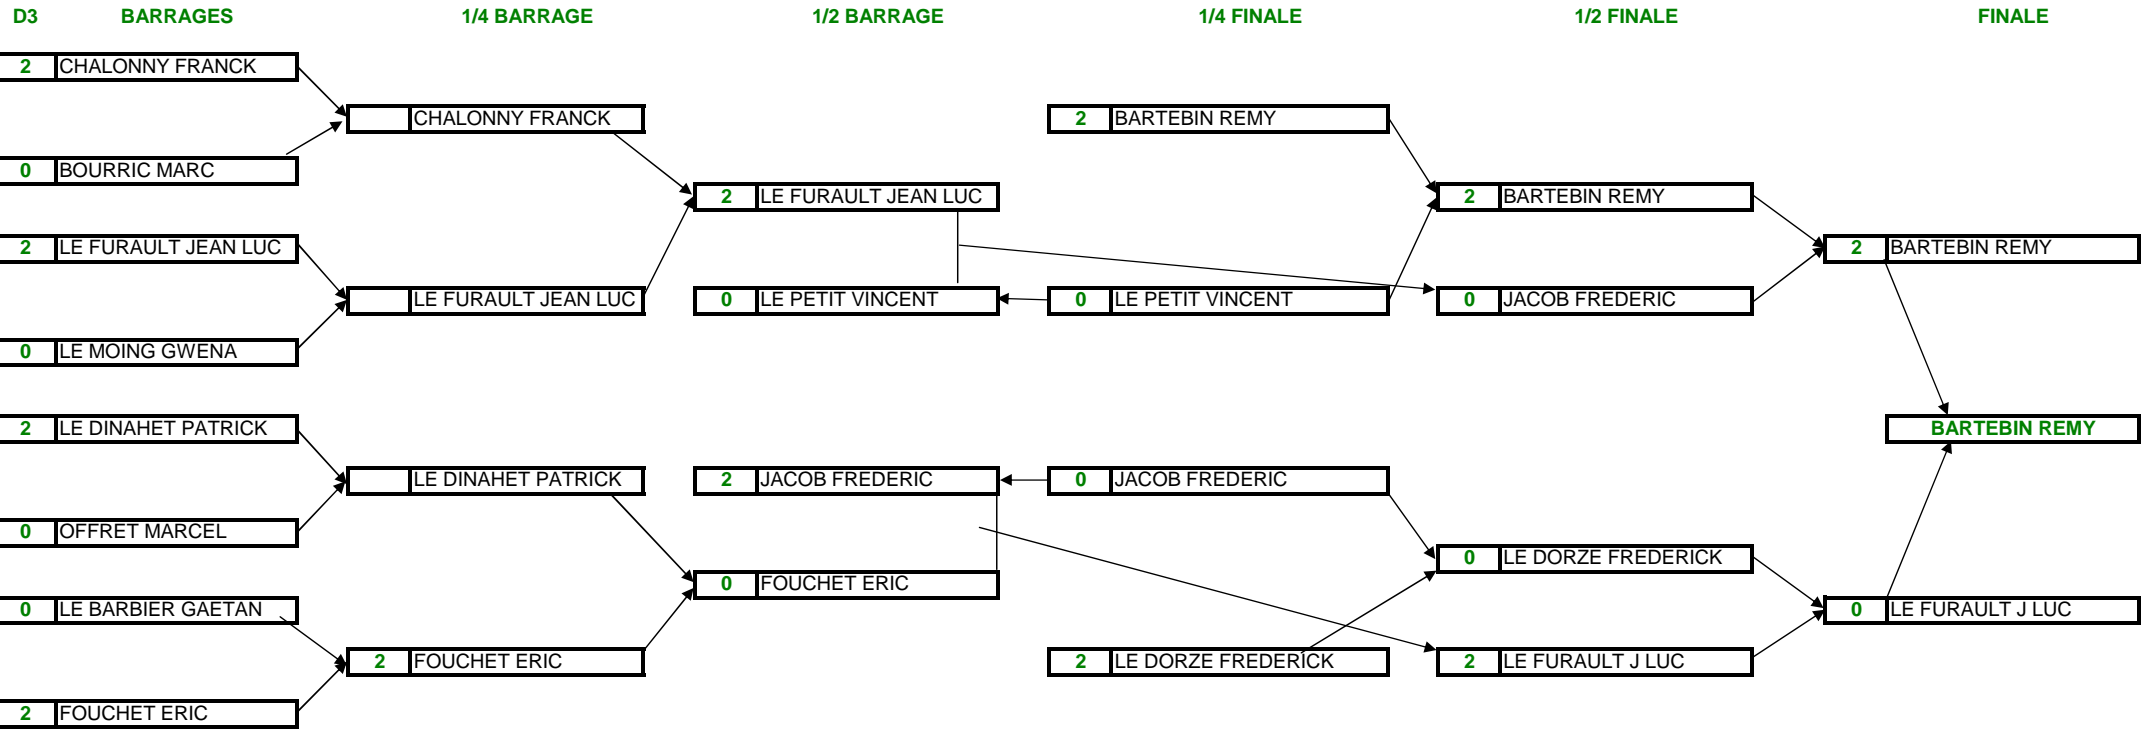 D3 BARRAGES 1/4 BARRAGE 1/2 BARRAGE 1/4 FINALE 1/2 FINALE FINALE
2 CHALONNY FRANCK
CHALONNY FRANCK 2 BARTEBIN REMY
0 BOURRIC MARC
2 LE FURAULT JEAN LUC 2 BARTEBIN REMY
2 LE FURAULT JEAN LUC 2 BARTEBIN REMY
LE FURAULT JEAN LUC 0 LE PETIT VINCENT 0 LE PETIT VINCENT 0 JACOB FREDERIC
0 LE MOING GWENA
2 LE DINAHET PATRICK BARTEBIN REMY
LE DINAHET PATRICK 2 JACOB FREDERIC 0 JACOB FREDERIC
0 OFFRET MARCEL
0 LE DORZE FREDERICK
0 FOUCHET ERIC
0 LE BARBIER GAETAN 0 LE FURAULT J LUC
2 FOUCHET ERIC 2 LE DORZE FREDERICK 2 LE FURAULT J LUC
2 FOUCHET ERIC